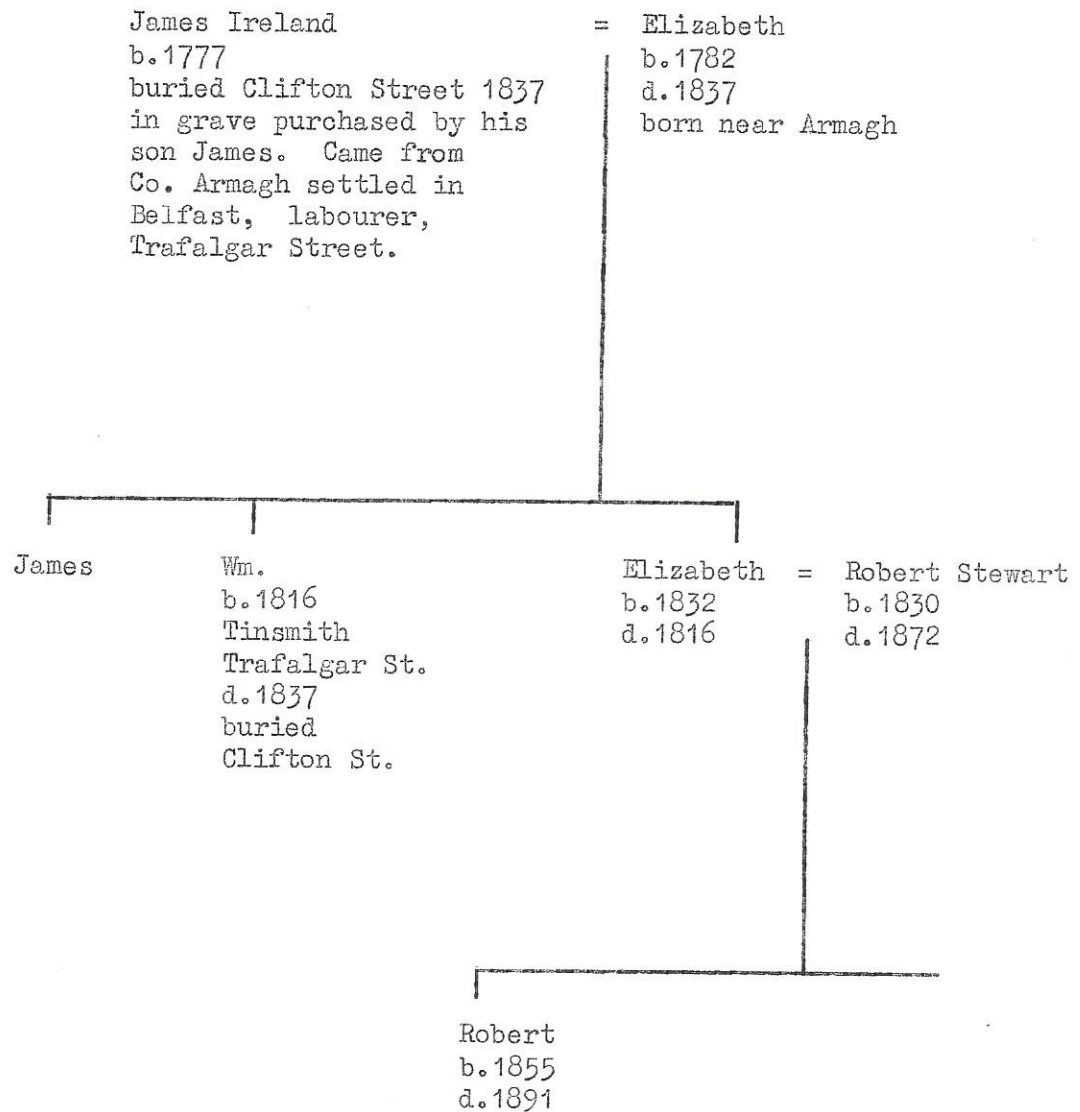 James Ireland = Elizabeth
b.1777
buried Clifton Street 1837
in grave purchased by his
son James. Came from
Co. Armagh settled in
Belfast, labourer,
Trafalgar Street.
b.1782
d.1837
born near Armagh
James
Wm.
b.1816
Tinsmith
Trafalgar St.
d.1837
buried
Clifton St.
Elizabeth = Robert Stewart
b.1832
d.1816
b.1830
d.1872
Robert
b.1855
d.1891